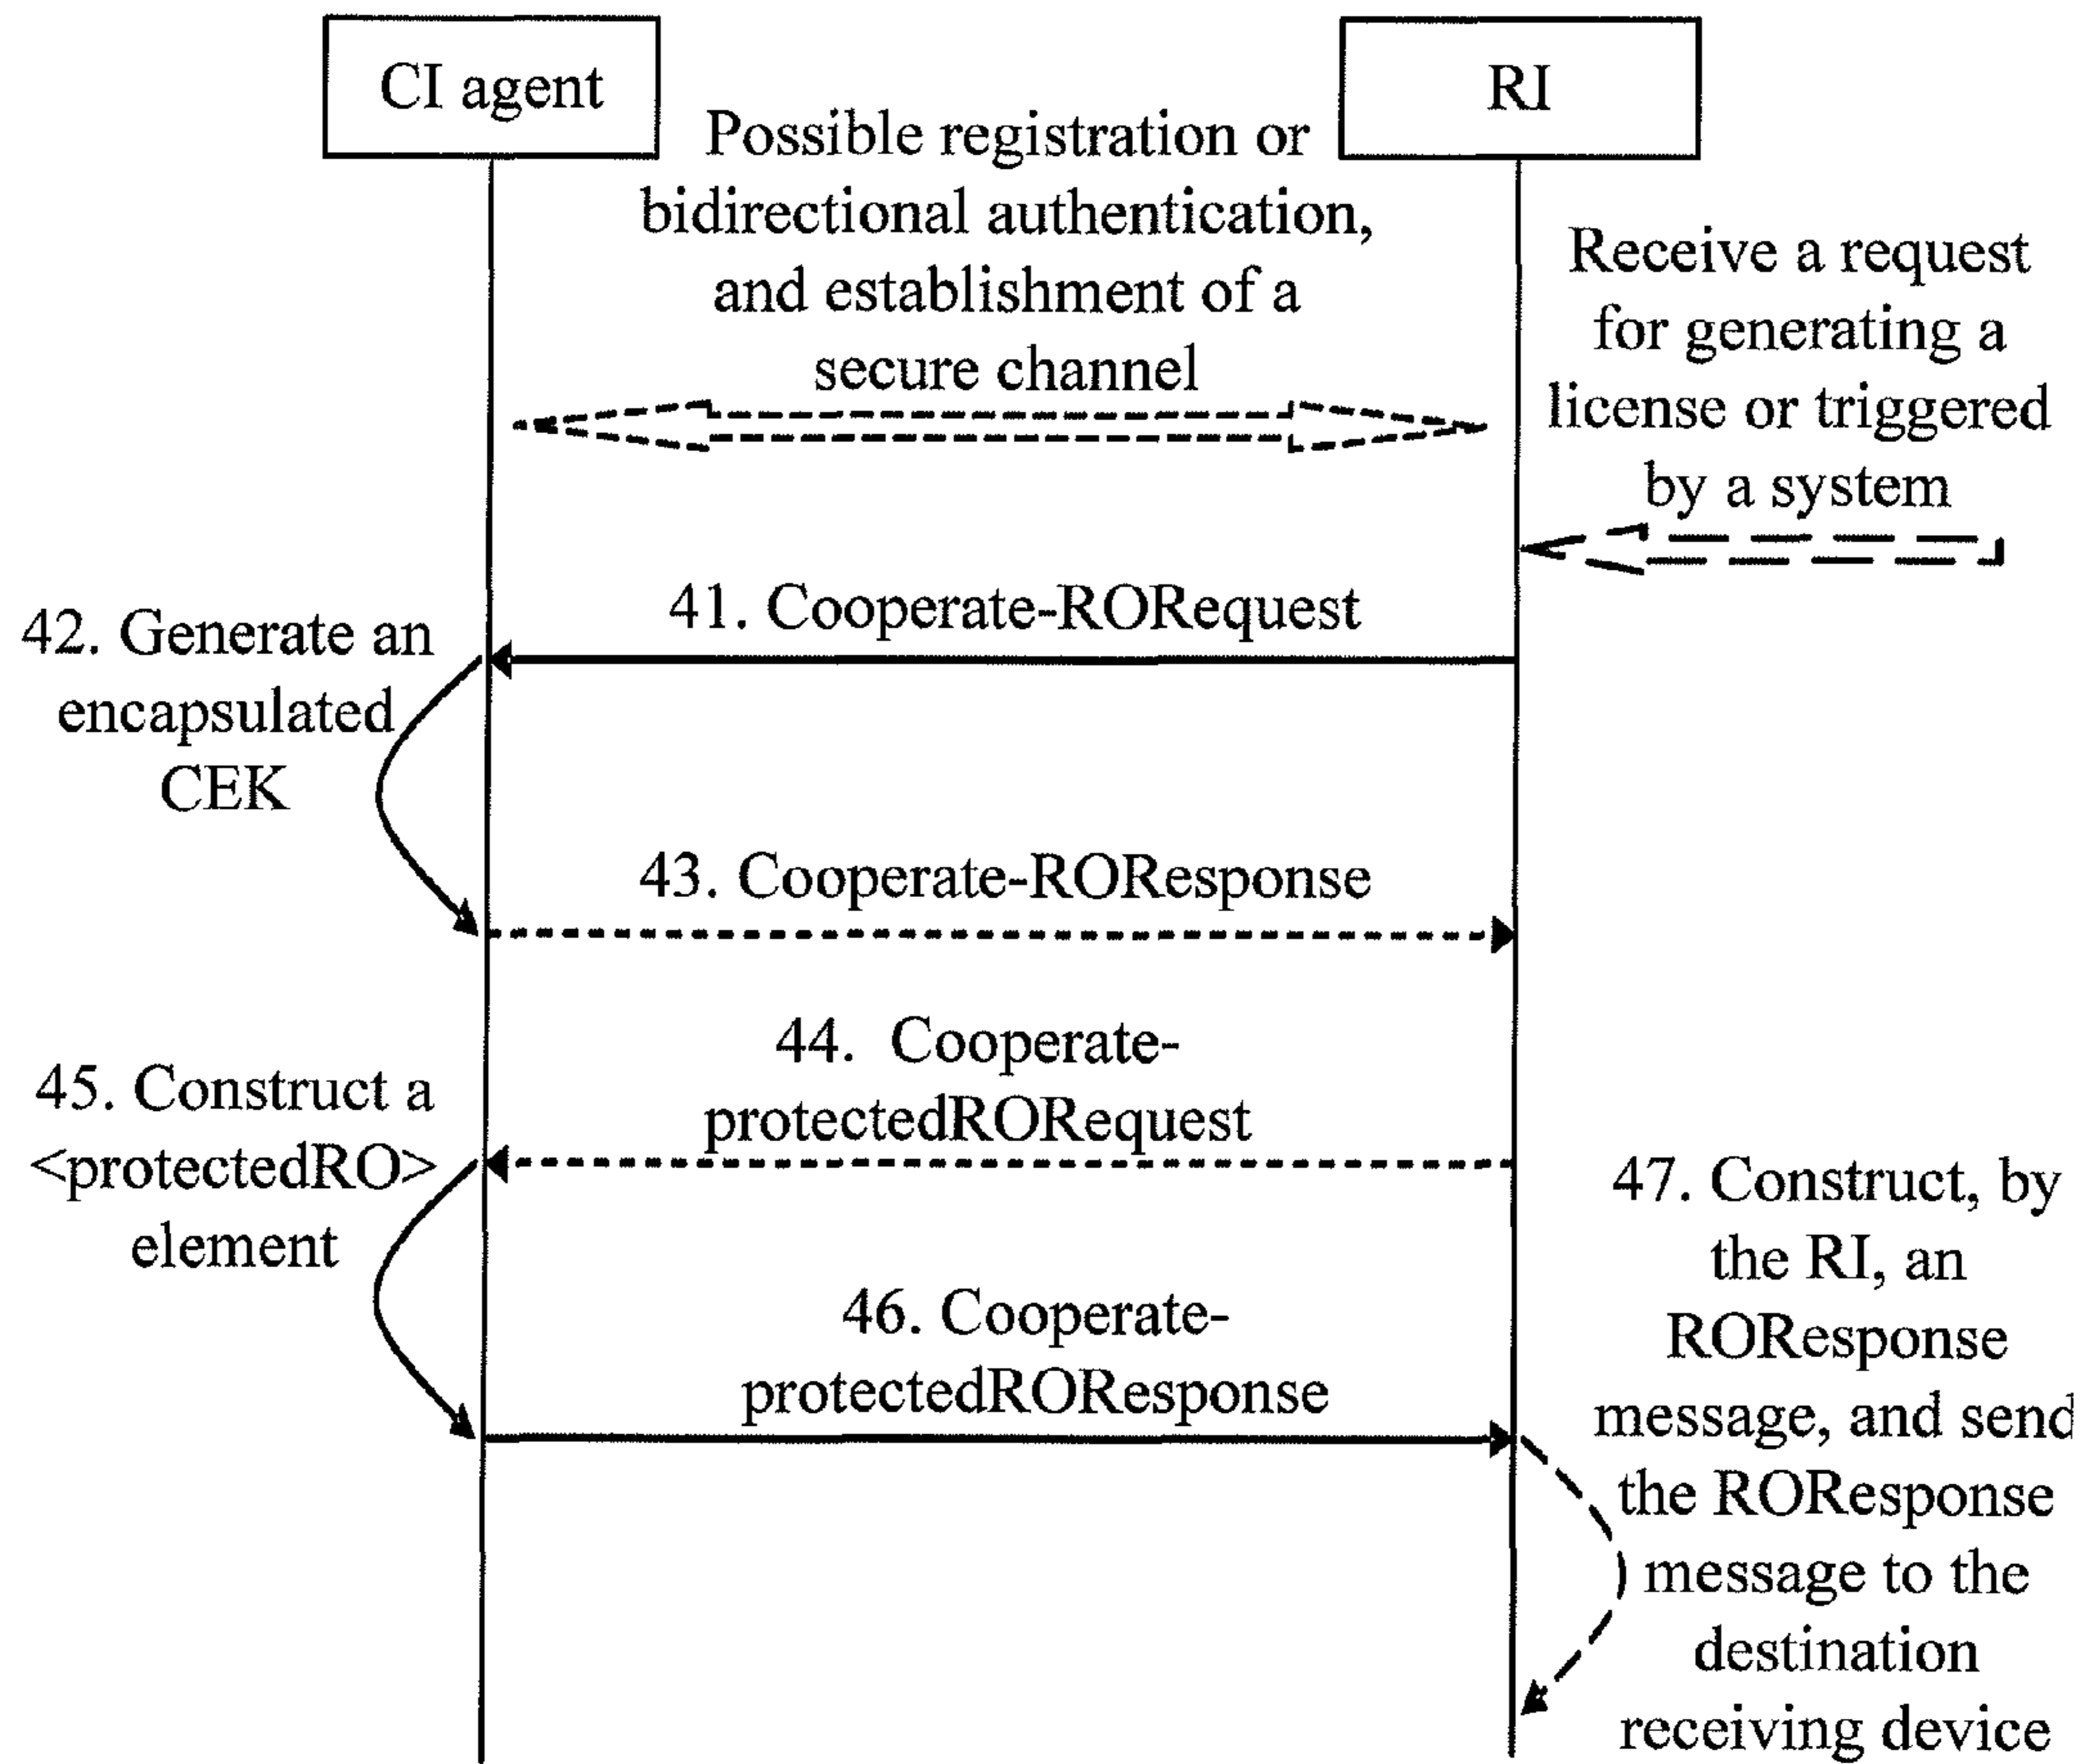 CI agent
RI
Possible registration or
bidirectional authentication,
and establishment of a
secure channel
Receive a request
for generating a
license or triggered
by a system
41. Cooperate-RORequest
42. Generate an
encapsulated
CEK
43. Cooperate-ROResponse
44. Cooperate-
protectedRORequest
45. Construct a
<protectedRO>
element
46. Cooperate-
protectedROResponse
47. Construct, by
the RI, an
ROResponse
message, and send
the ROResponse
message to the
destination
receiving device